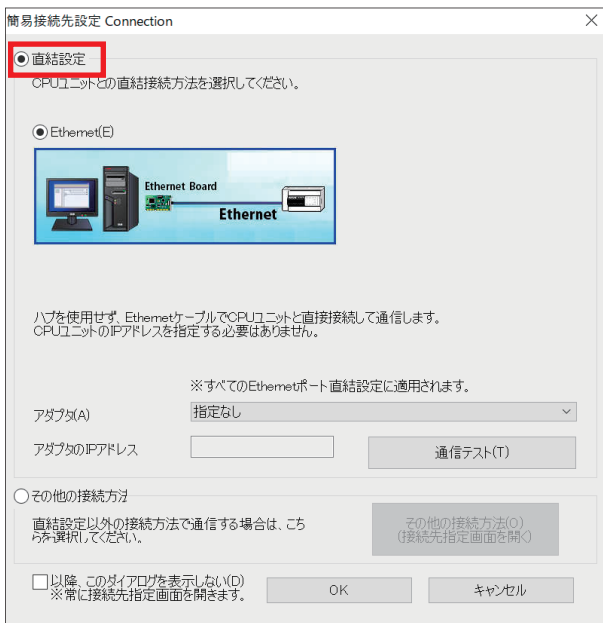 簡易接続先設定 Connection
直結設定
CPUユニットとの直結接続方法を選択してください。
Ethernet(E)
Ethernet Board
Ethernet
ハブを使用せず、EthernetケーブルでCPUユニットと直接接続して通信します。
CPUユニットのIPアドレスを指定する必要はありません。
※すべてのEthernetポート直結設定に適用されます。
アダプタ(A)
指定なし
アダプタのIPアドレス
通信テスト(T)
その他の接続方法
直結設定以外の接続方法で通信する場合は、こち
らを選択してください。
その他の接続方法(O)
(接続先指定画面を開く)
以降、このダイアログを表示しない(D)
※常に接続先指定画面を開きます。
OK
キャンセル